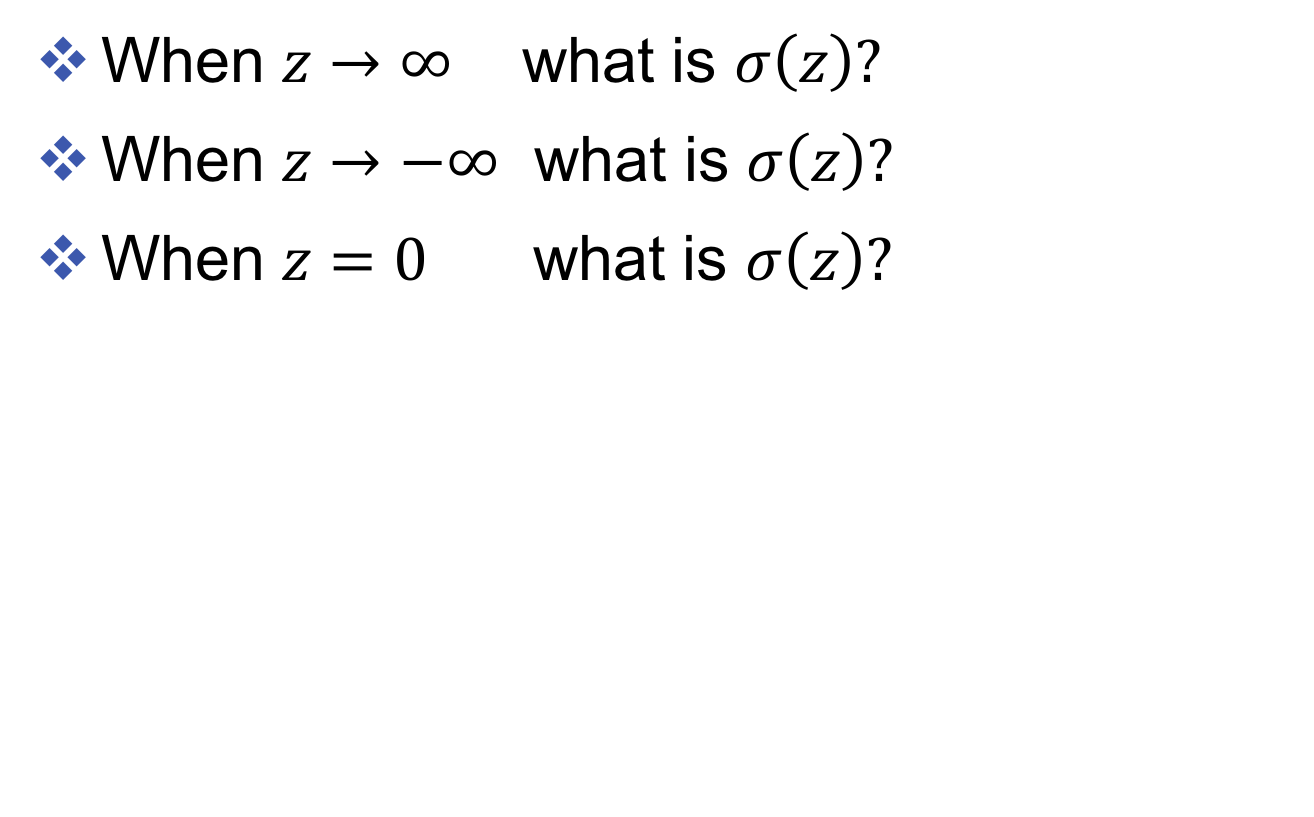 ❖ When 𝑧 → ∞ what is 𝜎(𝑧)?
❖ When 𝑧 → −∞ what is 𝜎(𝑧)?
❖ When 𝑧 = 0 what is 𝜎(𝑧)?